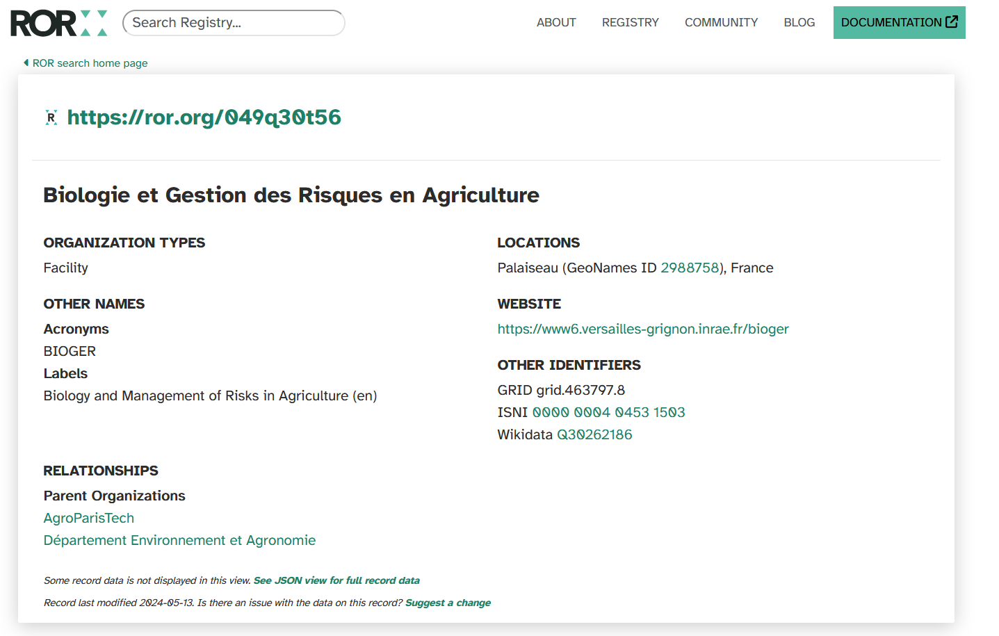 ROR
Search Registry...
ABOUT
REGISTRY
COMMUNITY
BLOG
DOCUMENTATION
ROR search home page
R
https://ror.org/049q30t56
Biologie et Gestion des Risques en Agriculture
ORGANIZATION TYPES
Facility
OTHER NAMES
Acronyms
BIOGER
Labels
Biology and Management of Risks in Agriculture (en)
LOCATIONS
Palaiseau (GeoNames ID 2988758), France
WEBSITE
https://www6.versailles-grignon.inrae.fr/bioger
OTHER IDENTIFIERS
GRID grid.463797.8
ISNI 0000 0004 0453 1503
Wikidata Q30262186
RELATIONSHIPS
Parent Organizations
AgroParisTech
Département Environnement et Agronomie
Some record data is not displayed in this view. See JSON view for full record data
Record last modified 2024-05-13. Is there an issue with the data on this record? Suggest a change